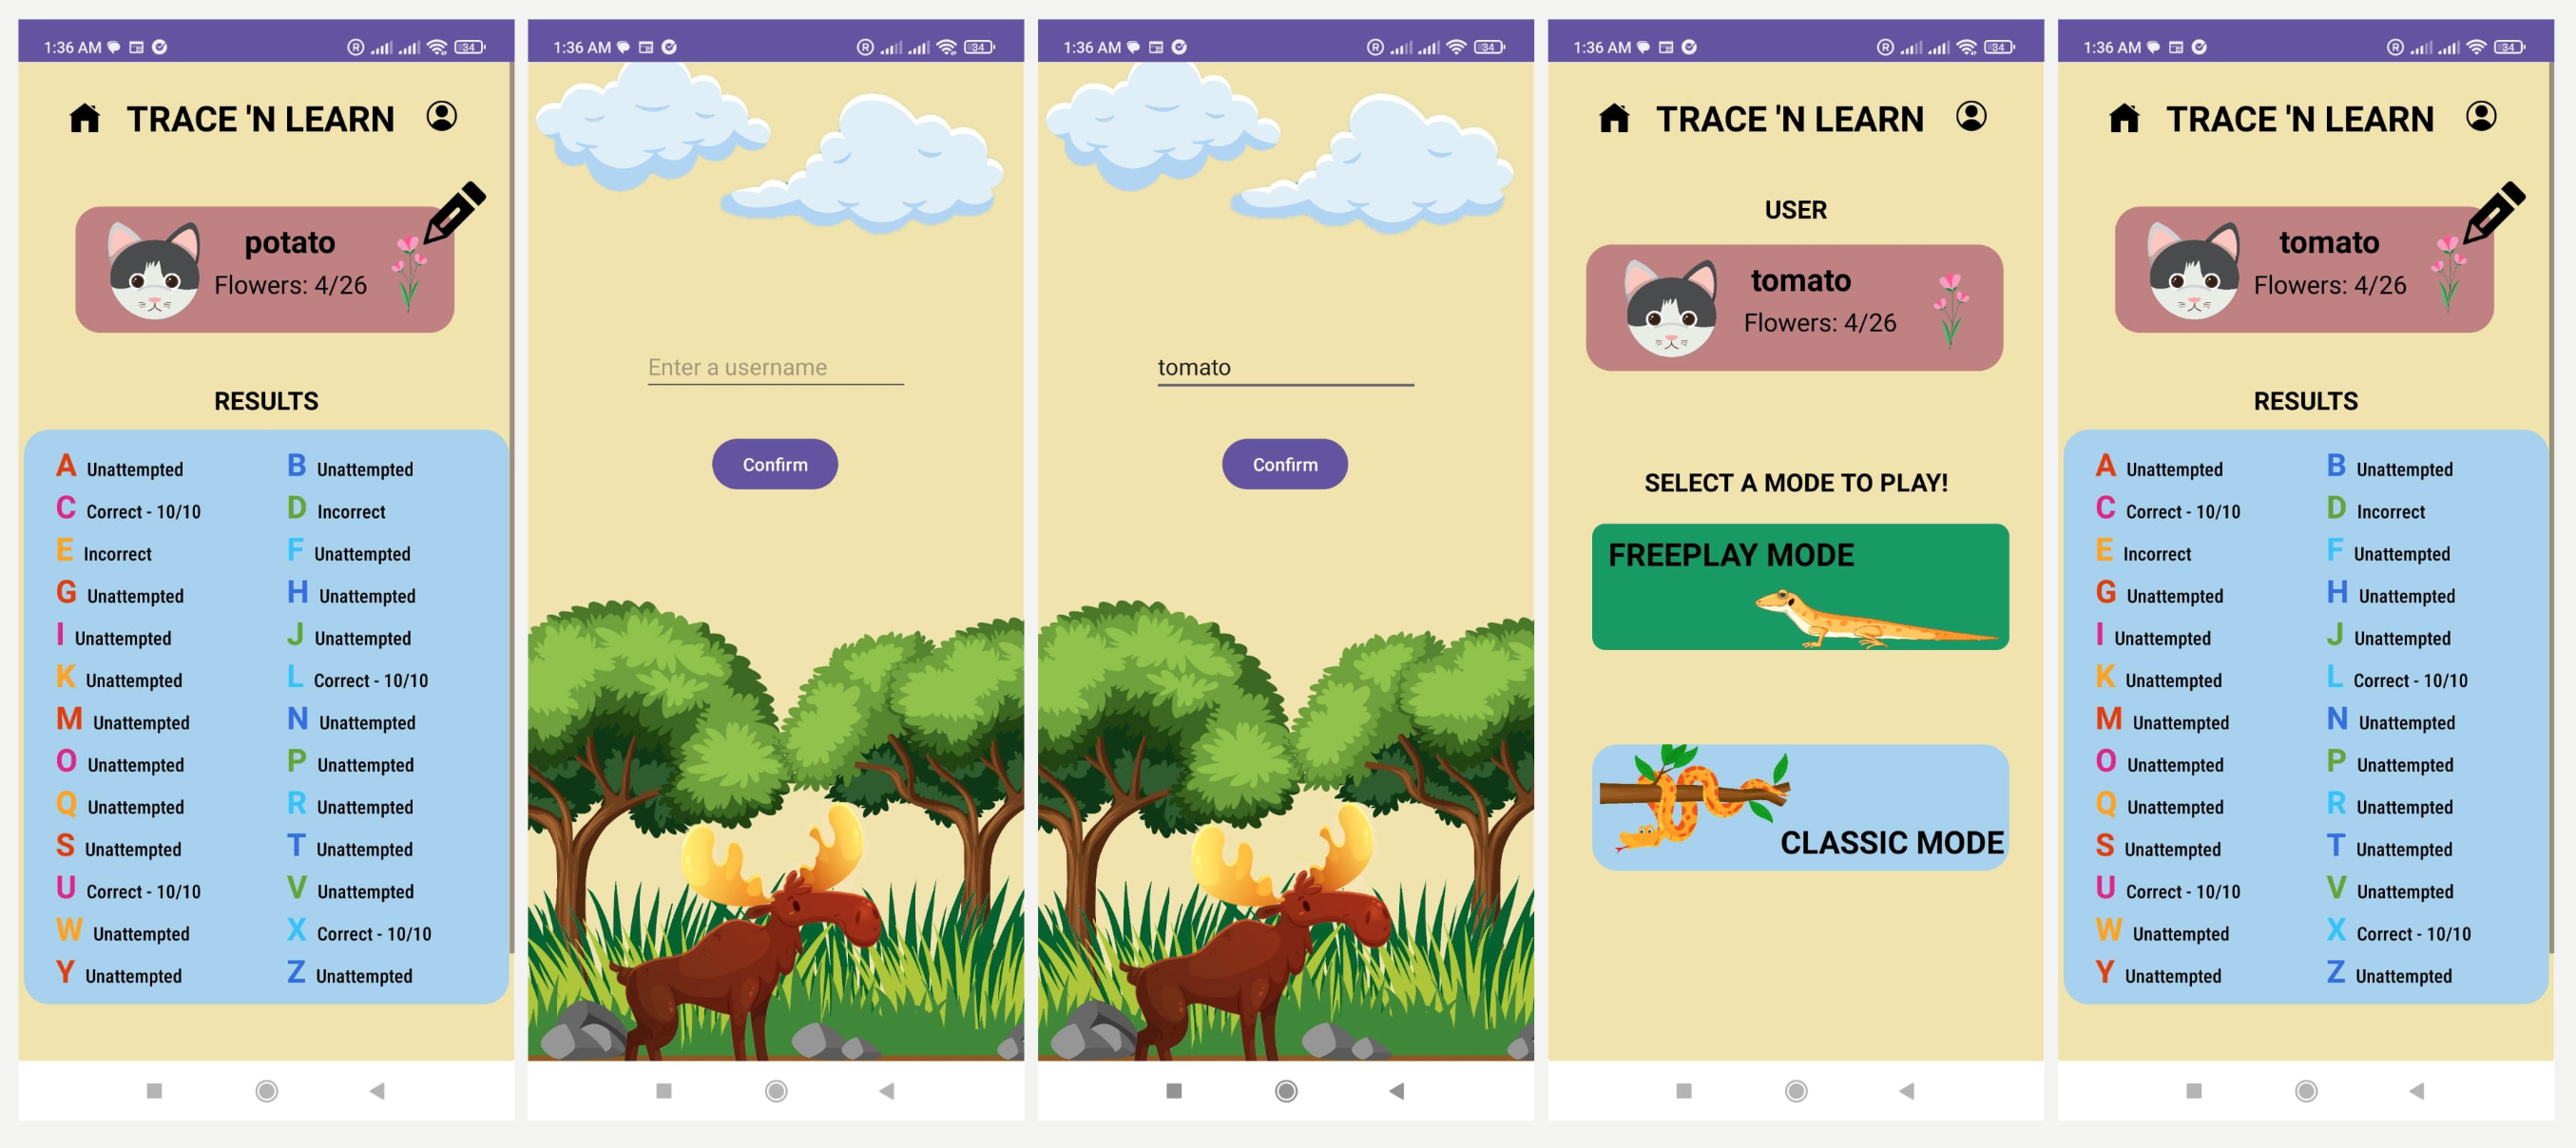 1:36 AM 34
TRACE 'N LEARN
potato
Flowers: 4/26
RESULTS
A Unattempted B Unattempted
C Correct - 10/10 D Incorrect
E Incorrect F Unattempted
G Unattempted H Unattempted
I Unattempted J Unattempted
K Unattempted L Correct - 10/10
M Unattempted N Unattempted
O Unattempted P Unattempted
Q Unattempted R Unattempted
S Unattempted T Unattempted
U Correct - 10/10 V Unattempted
W Unattempted X Correct - 10/10
Y Unattempted Z Unattempted
1:36 AM 34
Enter a username
Confirm
1:36 AM 34
tomato
Confirm
1:36 AM 34
TRACE 'N LEARN
USER
tomato
Flowers: 4/26
SELECT A MODE TO PLAY!
FREEPLAY MODE
CLASSIC MODE
1:36 AM 34
TRACE 'N LEARN
tomato
Flowers: 4/26
RESULTS
A Unattempted B Unattempted
C Correct - 10/10 D Incorrect
E Incorrect F Unattempted
G Unattempted H Unattempted
I Unattempted J Unattempted
K Unattempted L Correct - 10/10
M Unattempted N Unattempted
O Unattempted P Unattempted
Q Unattempted R Unattempted
S Unattempted T Unattempted
U Correct - 10/10 V Unattempted
W Unattempted X Correct - 10/10
Y Unattempted Z Unattempted